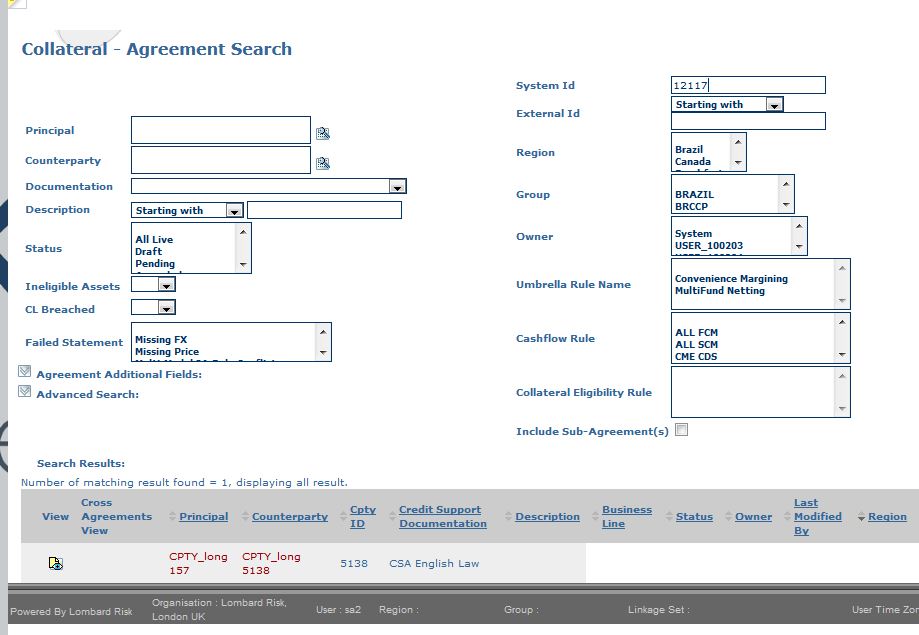 Collateral - Agreement Search
System Id
12117
Starting with
External Id
Principal
Counterparty
Region
Brazil
Canada
Documentation
Group
BRAZIL
BRCCP
Description
Starting with
Owner
System
USER_100203
Status
All Live
Draft
Pending
Ineligible Assets
Umbrella Rule Name
Convenience Margining
MultiFund Netting
CL Breached
Failed Statement
Missing FX
Missing Price
Cashflow Rule
ALL FCM
ALL SCM
CME CDS
Agreement Additional Fields:
Advanced Search:
Collateral Eligibility Rule
Include Sub-Agreement(s)
Search Results:
Number of matching result found = 1, displaying all result.
View
Cross
Agreements
View
Principal
Counterparty
Cpty
ID
Credit Support
Documentation
Description
Business
Line
Status
Owner
Last
Modified
By
Region
CPTY_long
157
CPTY_long
5138
5138
CSA English Law
Powered By Lombard Risk
Organisation : Lombard Risk,
London UK
User : sa2
Region :
Group :
Linkage Set :
User Time Zo